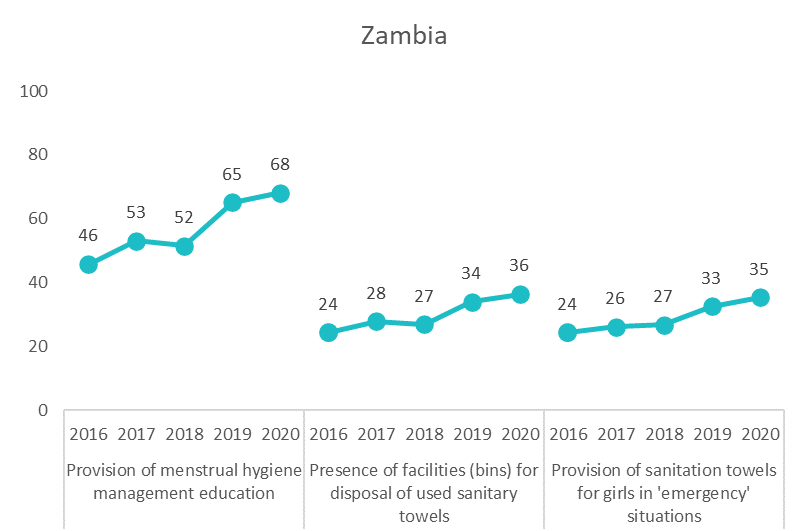 Zambia
100
80
60
40
20
0
46
53
52
65
68
24
28
27
34
36
24
26
27
33
35
2016 2017 2018 2019 2020 2016 2017 2018 2019 2020 2016 2017 2018 2019 2020
Provision of menstrual hygiene
management education
Presence of facilities (bins) for
disposal of used sanitary
towels
Provision of sanitation towels
for girls in 'emergency'
situations